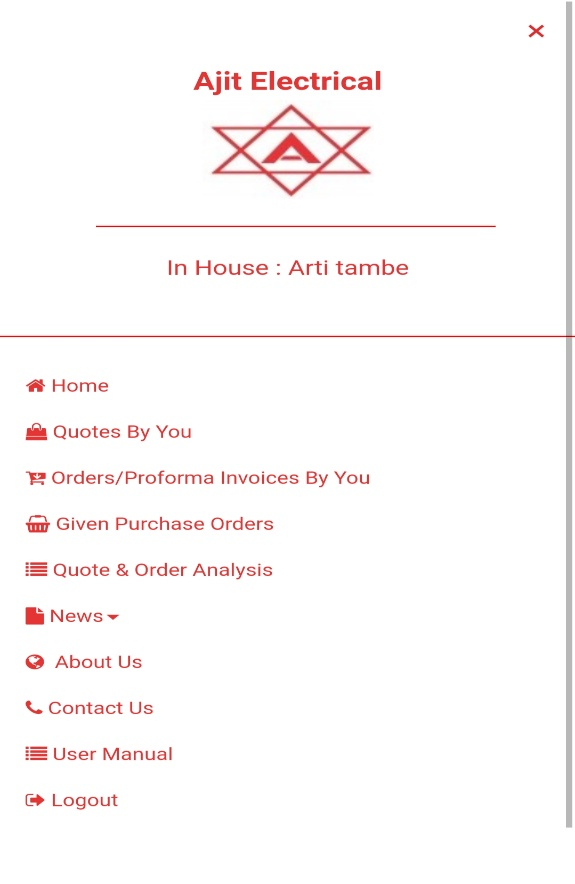 ×
Ajit Electrical
A
In House : Arti tambe
Home
Quotes By You
Orders/Proforma Invoices By You
Given Purchase Orders
Quote & Order Analysis
News
About Us
Contact Us
User Manual
Logout